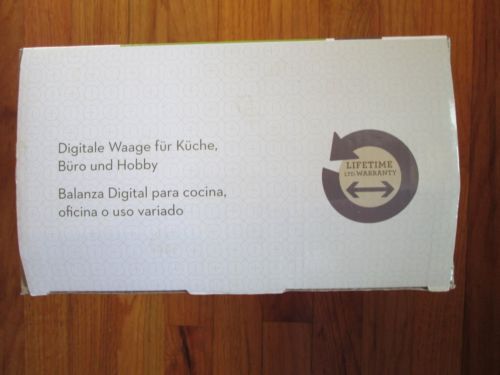 Digitale Waage für Küche,
Büro und Hobby
Balanza Digital para cocina,
oficina o uso variado
LIFETIME
LTD. WARRANTY